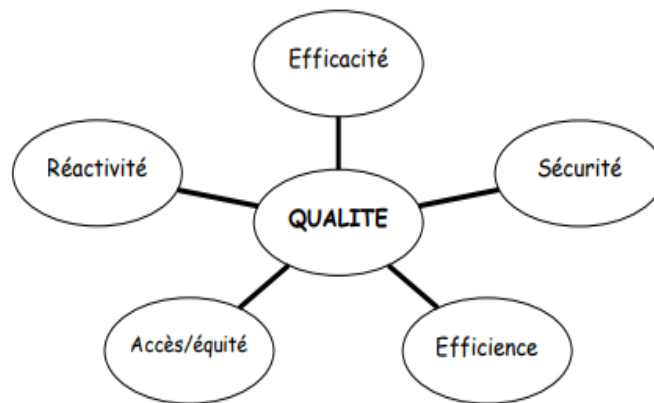 Efficacité
Réactivité
Sécurité
QUALITE
Accès/équité
Efficience